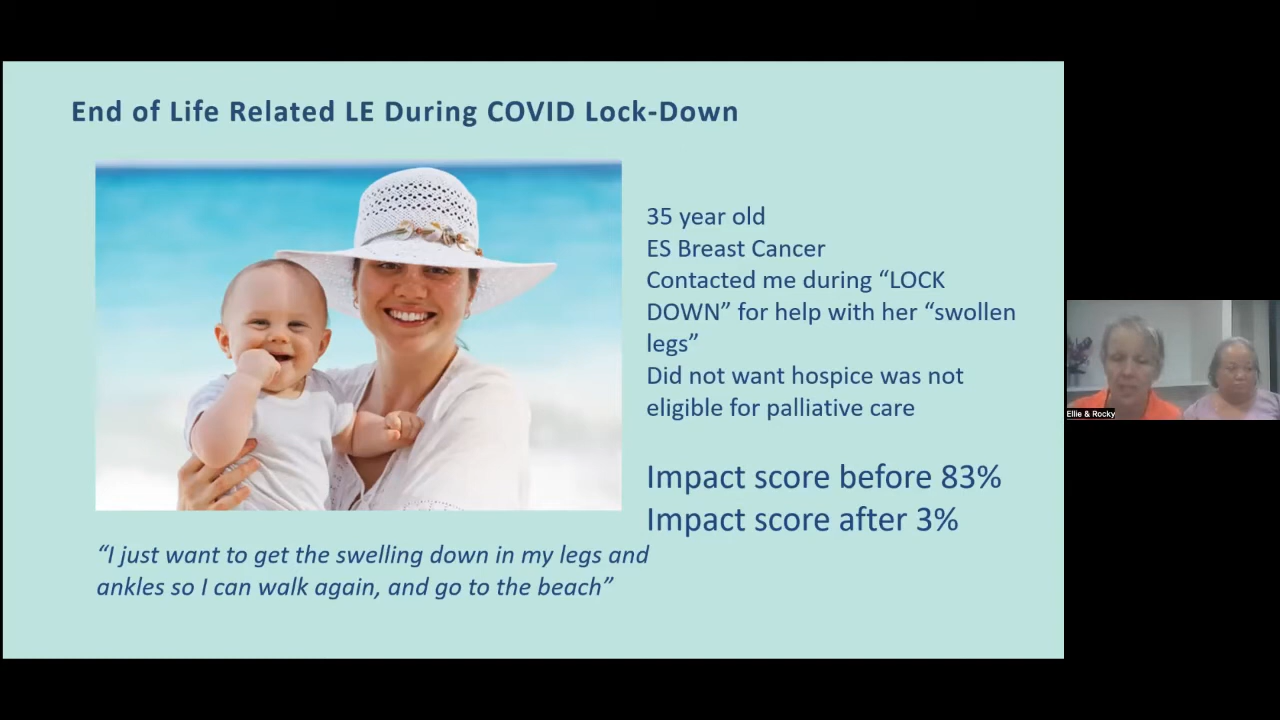 End of Life Related LE During COVID Lock-Down
35 year old
ES Breast Cancer
Contacted me during “LOCK
DOWN” for help with her “swollen
legs”
Did not want hospice was not
eligible for palliative care
Impact score before 83%
Impact score after 3%
“I just want to get the swelling down in my legs and
ankles so I can walk again, and go to the beach”
Ellie & Rocky